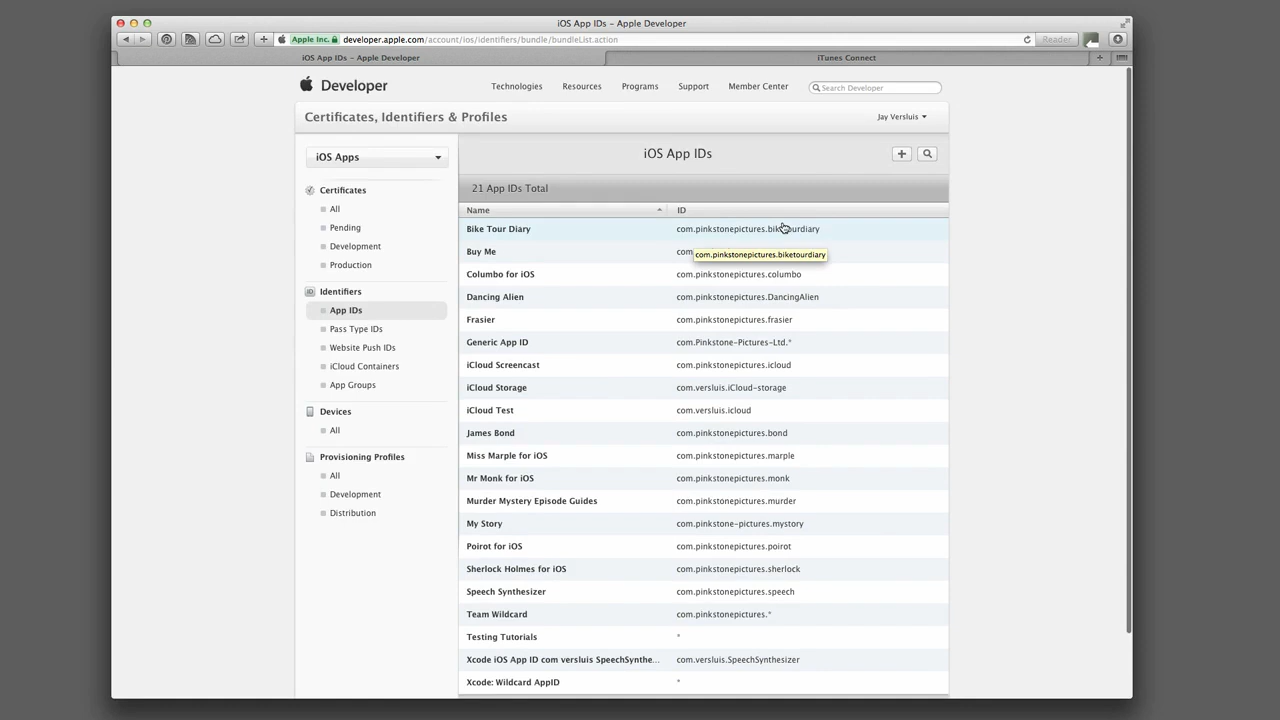 iOS App IDs – Apple Developer
Apple Inc. developer.apple.com/account/ios/identifiers/bundle/bundleList.action Reader
iOS App IDs – Apple Developer iTunes Connect
Developer Technologies Resources Programs Support Member Center Search Developer
Certificates, Identifiers & Profiles Jay Versluis
iOS Apps
Certificates
All
Pending
Development
Production
Identifiers
App IDs
Pass Type IDs
Website Push IDs
iCloud Containers
App Groups
Devices
All
Provisioning Profiles
All
Development
Distribution
iOS App IDs
21 App IDs Total
Name ID
Bike Tour Diary com.pinkstonepictures.biketourdiary
Buy Me com
com.pinkstonepictures.biketourdiary
Columbo for iOS com.pinkstonepictures.columbo
Dancing Alien com.pinkstonepictures.DancingAlien
Frasier com.pinkstonepictures.frasier
Generic App ID com.Pinkstone-Pictures-Ltd.*
iCloud Screencast com.pinkstonepictures.icloud
iCloud Storage com.versluis.iCloud-storage
iCloud Test com.versluis.icloud
James Bond com.pinkstonepictures.bond
Miss Marple for iOS com.pinkstonepictures.marple
Mr Monk for iOS com.pinkstonepictures.monk
Murder Mystery Episode Guides com.pinkstonepictures.murder
My Story com.pinkstone-pictures.mystory
Poirot for iOS com.pinkstonepictures.poirot
Sherlock Holmes for iOS com.pinkstonepictures.sherlock
Speech Synthesizer com.pinkstonepictures.speech
Team Wildcard com.pinkstonepictures.*
Testing Tutorials *
Xcode iOS App ID com versluis SpeechSynthe... com.versluis.SpeechSynthesizer
Xcode: Wildcard AppID *